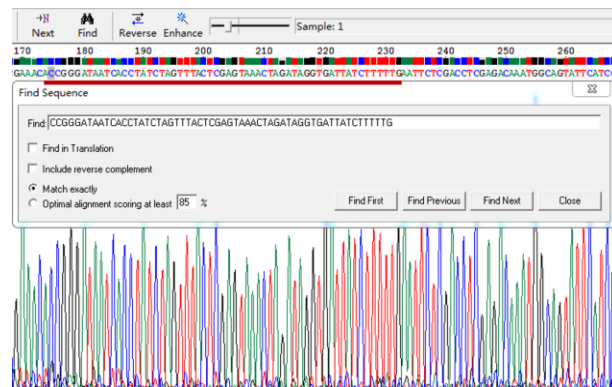 Next Find Reverse Enhance Sample: 1
170 180 190 200 210 220 230 240 250 260
GAAACACCGGGATAATCACCTATCTAGTTTACTCGAGTAAACTAGATAGGTGATTATCTTTTTGAATTCTCGACCTCGAGACAAATGGCAGTATTCATCC
Find Sequence
Find: CCGGGATAATCACCTATCTAGTTTACTCGAGTAAACTAGATAGGTGATTATCTTTTTG
Find in Translation
Include reverse complement
Match exactly
Optimal alignment scoring at least 85 %
Find First Find Previous Find Next Close